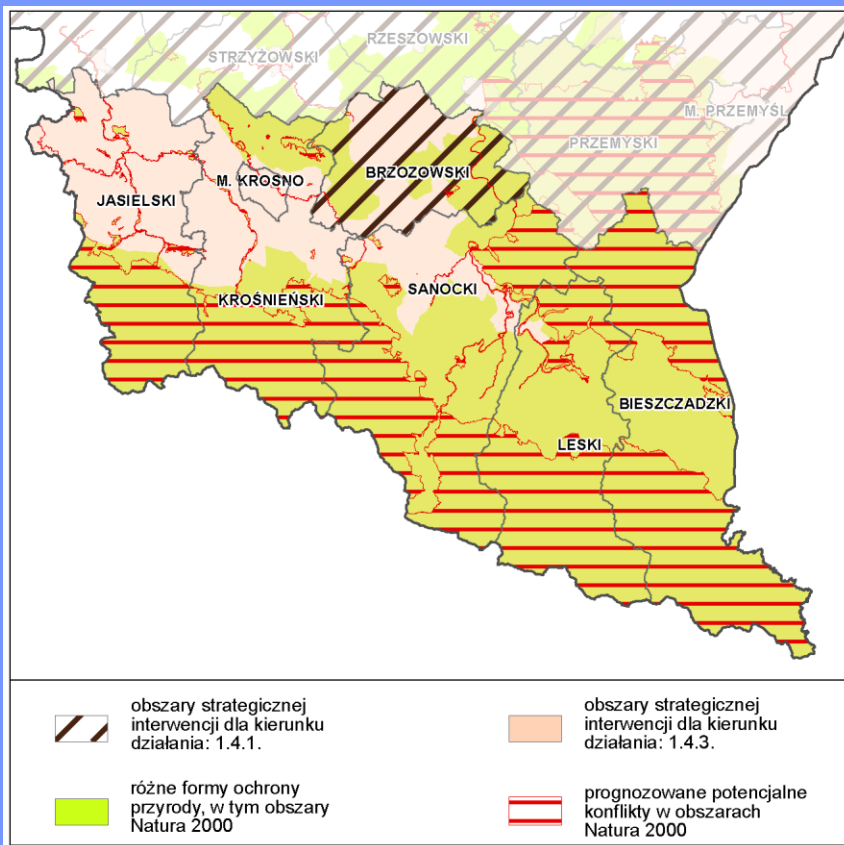 RZESZOWSKI
STRZYŻOWSKI
M. PRZEMYŚL
PRZEMYSKI
BRZOZOWSKI
M. KROSNO
JASIELSKI
SANOCKI
KROŚNIEŃSKI
BIESZCZADZKI
LESKI
obszary strategicznej
interwencji dla kierunku
działania: 1.4.1.
obszary strategicznej
interwencji dla kierunku
działania: 1.4.3.
różne formy ochrony
przyrody, w tym obszary
Natura 2000
prognozowane potencjalne
konflikty w obszarach
Natura 2000